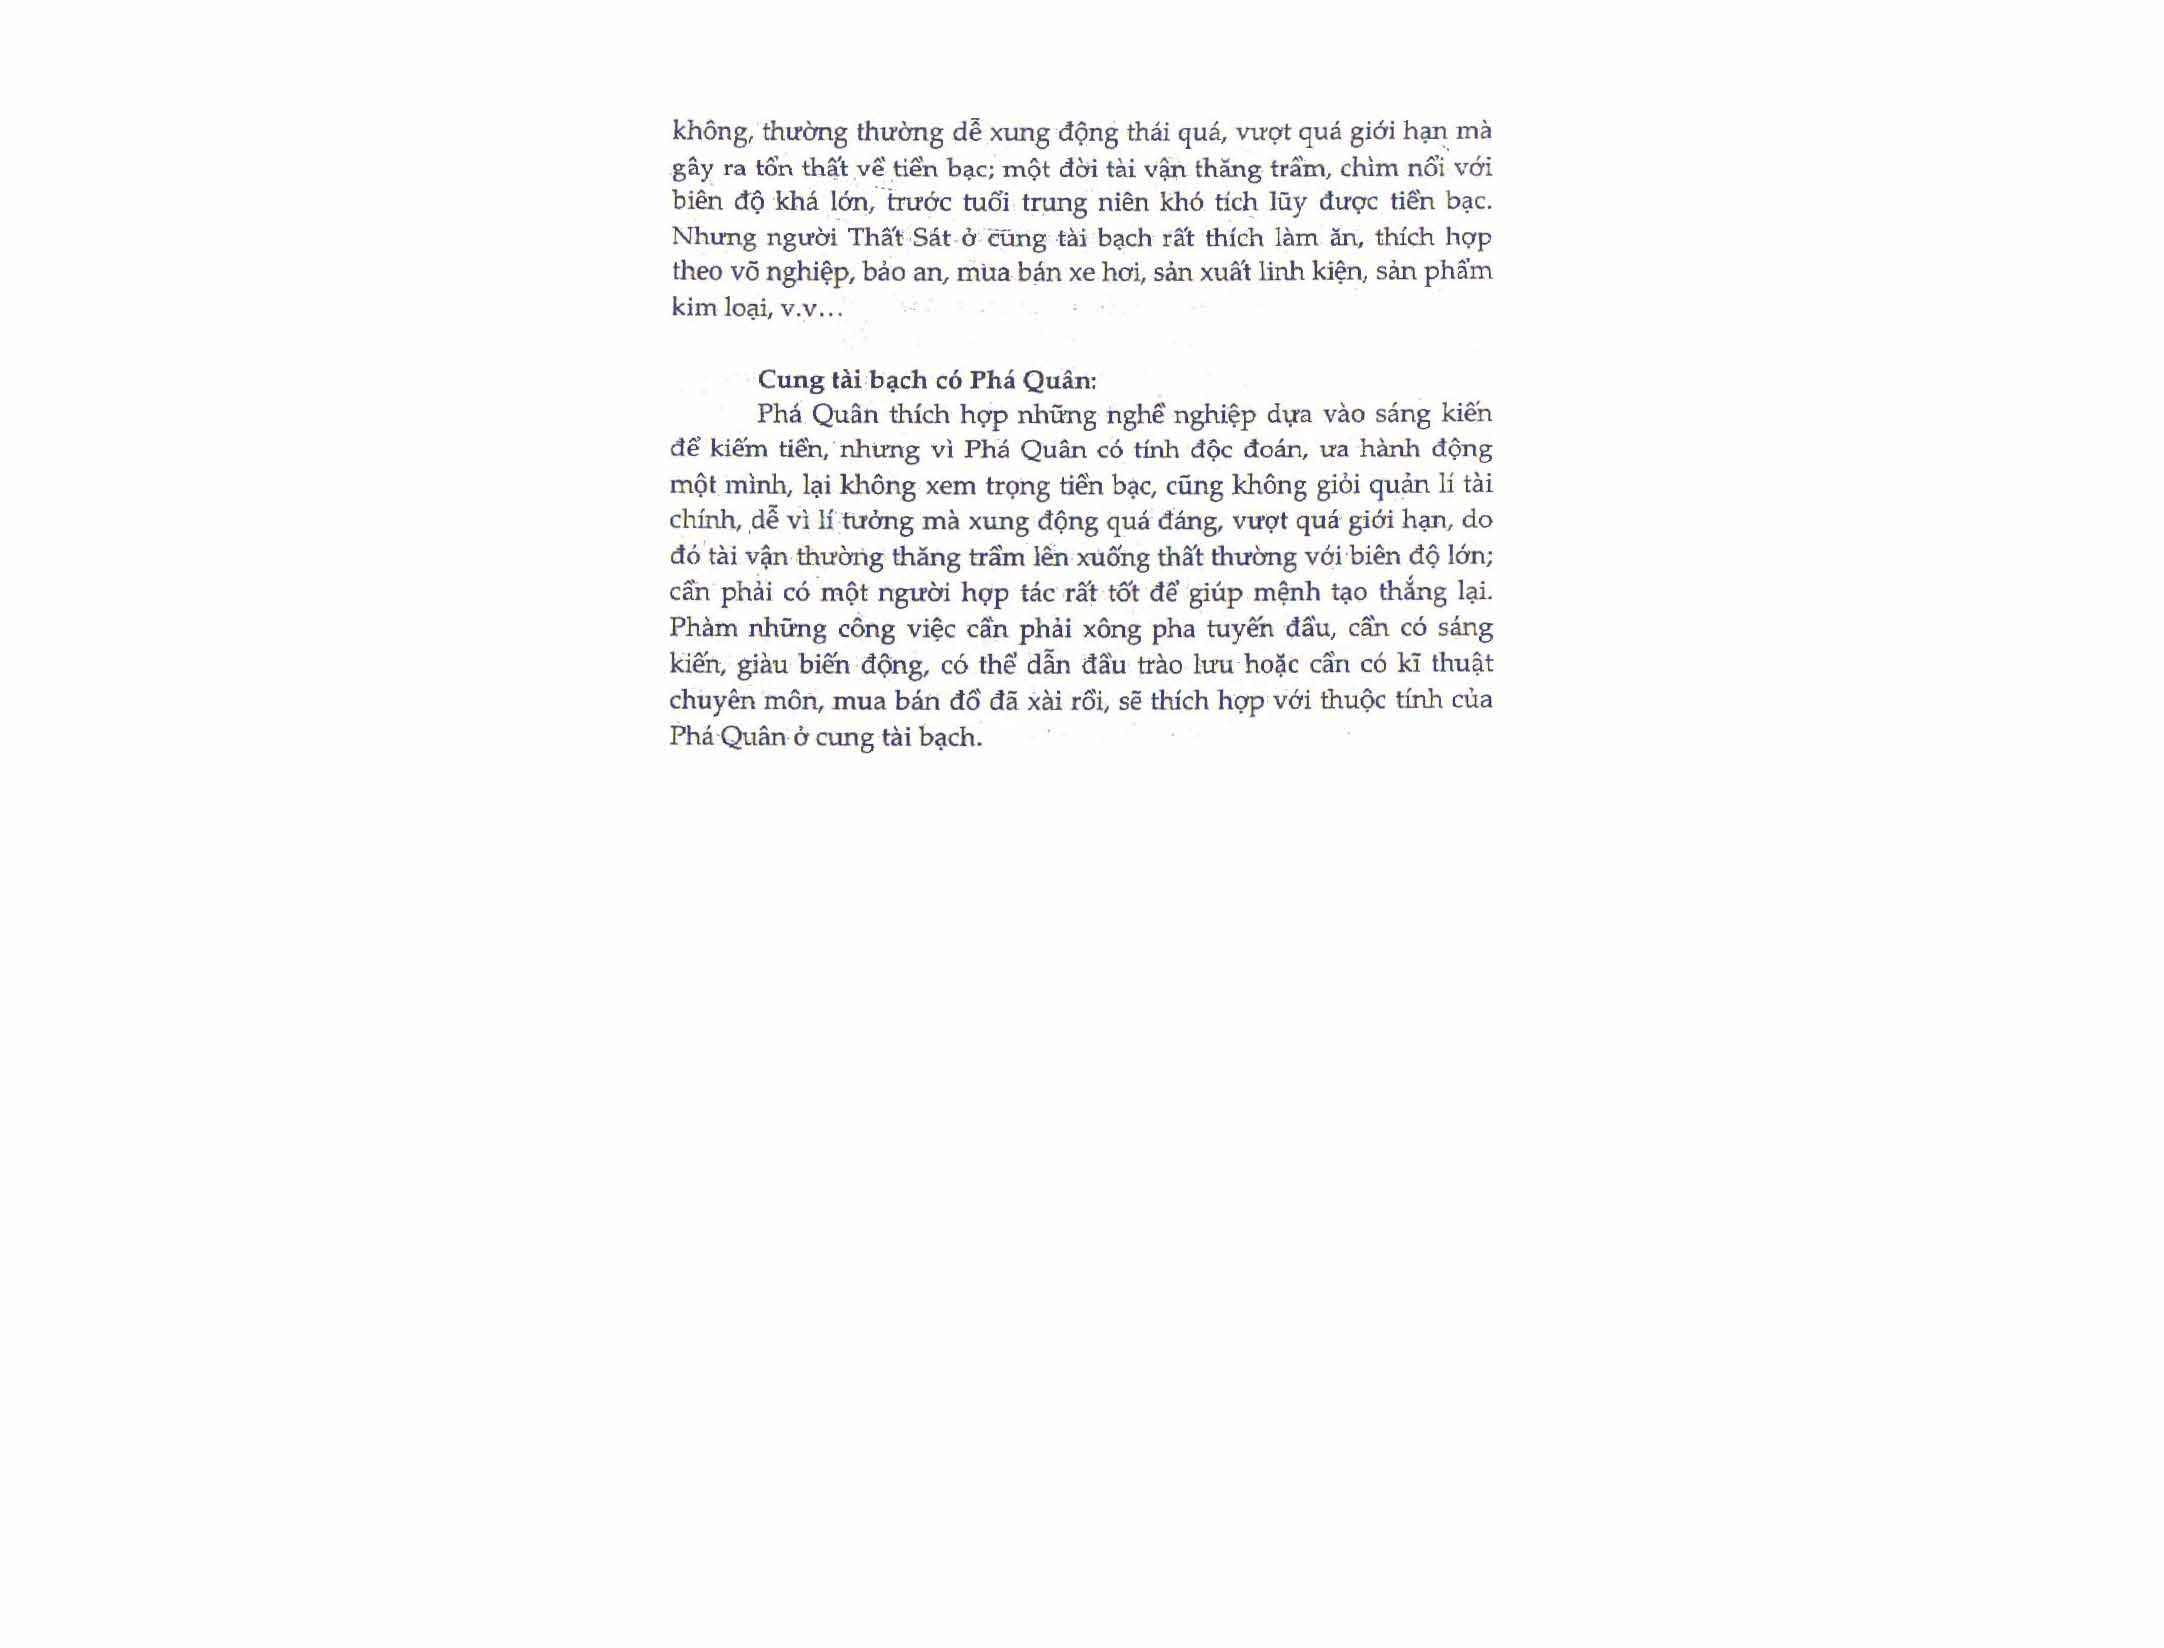 không, thường thường dễ xung động thái quá, vượt quá giới hạn mà
gây ra tổn thất về tiền bạc; một đời tài vận thăng trầm, chìm nổi với
biên độ khá lớn, trước tuổi trung niên khó tích lũy được tiền bạc.
Nhưng người Thất Sát ở cung tài bạch rất thích làm ăn, thích hợp
theo võ nghiệp, bảo an, mua bán xe hơi, sản xuất linh kiện, sản phẩm
kim loại, v.v...
Cung tài bạch có Phá Quân:
Phá Quân thích hợp những nghề nghiệp dựa vào sáng kiến
để kiếm tiền, nhưng vì Phá Quân có tính độc đoán, ưa hành động
một mình, lại không xem trọng tiền bạc, cũng không giỏi quản lí tài
chính, dễ vì lí tưởng mà xung động quá đáng, vượt quá giới hạn, do
đó tài vận thường thăng trầm lên xuống thất thường với biên độ lớn;
cần phải có một người hợp tác rất tốt để giúp mệnh tạo thắng lại.
Phàm những công việc cần phải xông pha tuyến đầu, cần có sáng
kiến, giàu biến động, có thể dẫn đầu trào lưu hoặc cần có kĩ thuật
chuyên môn, mua bán đồ đã xài rồi, sẽ thích hợp với thuộc tính của
Phá Quân ở cung tài bạch.